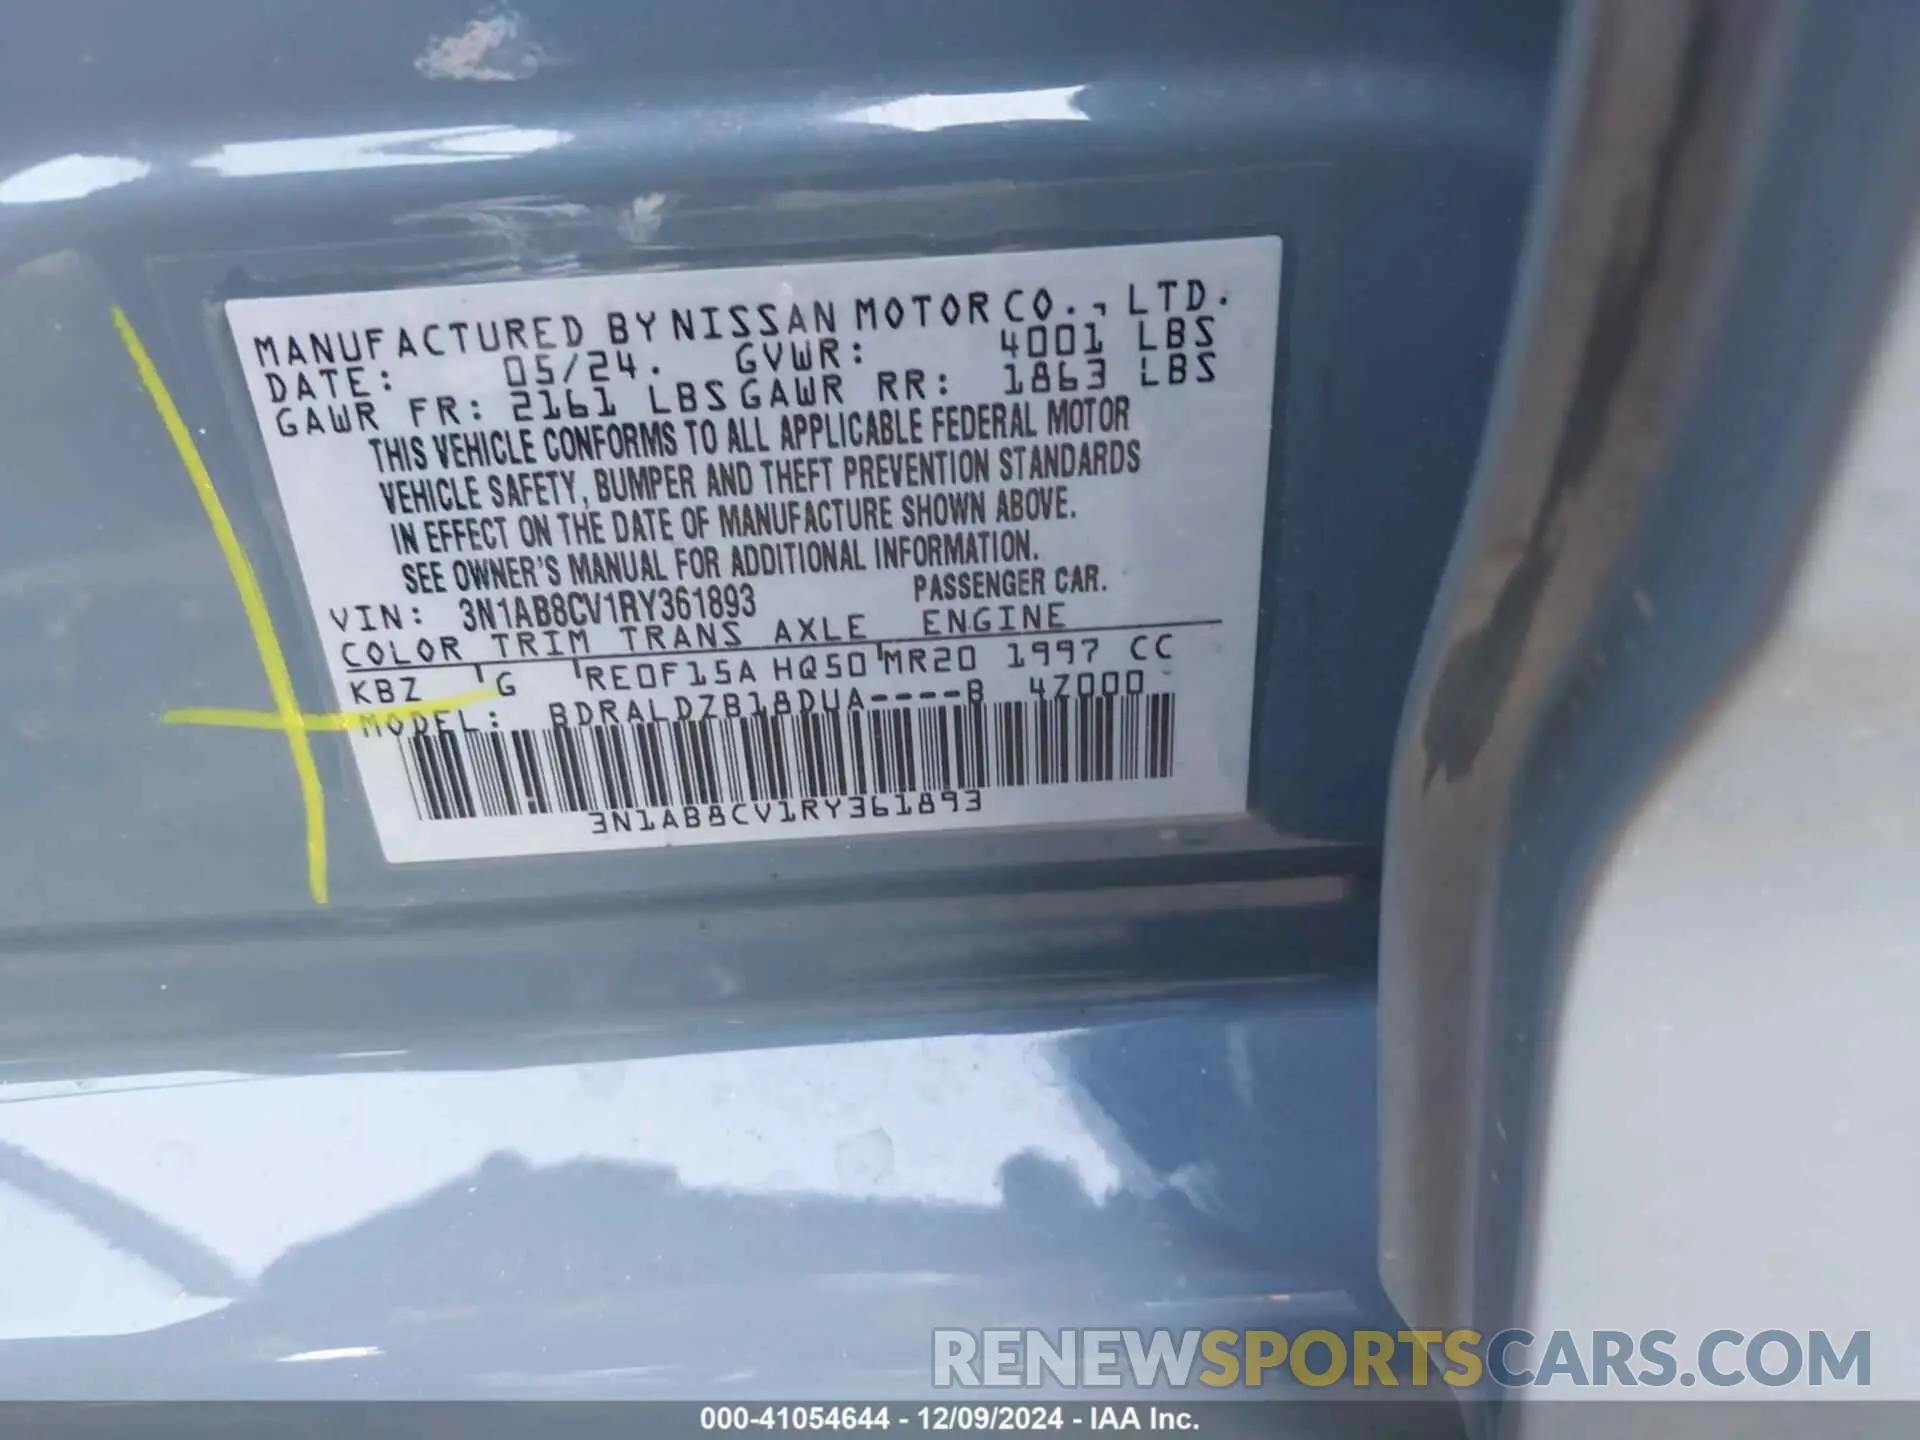 MANUFACTURED BY NISSAN MOTOR CO., LTD.
DATE: 05/24. GVWR: 4001 LBS
GAWR FR: 2161 LBS GAWR RR: 1863 LBS
THIS VEHICLE CONFORMS TO ALL APPLICABLE FEDERAL MOTOR
VEHICLE SAFETY, BUMPER AND THEFT PREVENTION STANDARDS
IN EFFECT ON THE DATE OF MANUFACTURE SHOWN ABOVE.
SEE OWNER'S MANUAL FOR ADDITIONAL INFORMATION.
VIN: 3N1AB8CV1RY361893 PASSENGER CAR.
COLOR TRIM TRANS AXLE ENGINE
KBZ G RE0F15A HQ50 MR20 1997 CC
MODEL: BDRALDZB18DUA----B 4Z000
3N1AB8CV1RY361893
RENEWSPORTSCARS.COM
000-41054644 - 12/09/2024 - IAA Inc.